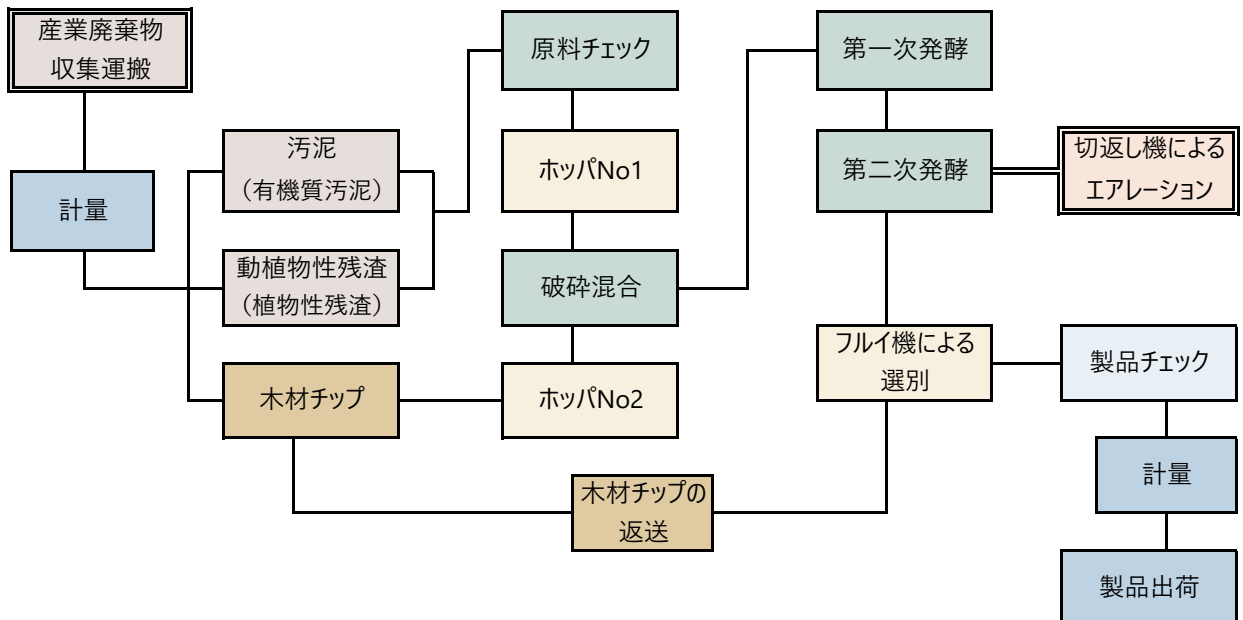 産業廃棄物
収集運搬
計量
汚泥
（有機質汚泥）
動植物性残渣
（植物性残渣）
木材チップ
原料チェック
ホッパNo1
破砕混合
ホッパNo2
木材チップの
返送
第一次発酵
第二次発酵
切返し機による
エアレーション
フルイ機による
選別
製品チェック
計量
製品出荷